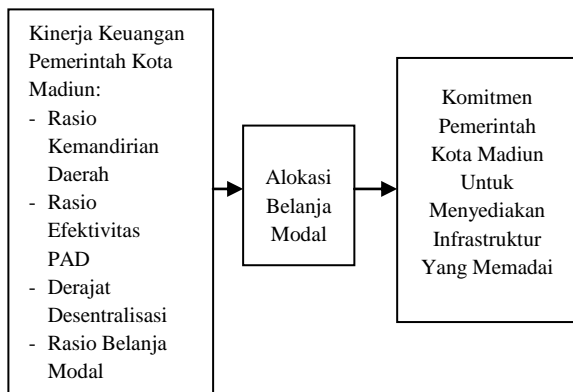 Kinerja Keuangan
Pemerintah Kota
Madiun:
- Rasio
Kemandirian
Daerah
- Rasio
Efektivitas
PAD
- Derajat
Desentralisasi
- Rasio Belanja
Modal
Alokasi
Belanja
Modal
Komitmen
Pemerintah
Kota Madiun
Untuk
Menyediakan
Infrastruktur
Yang Memadai